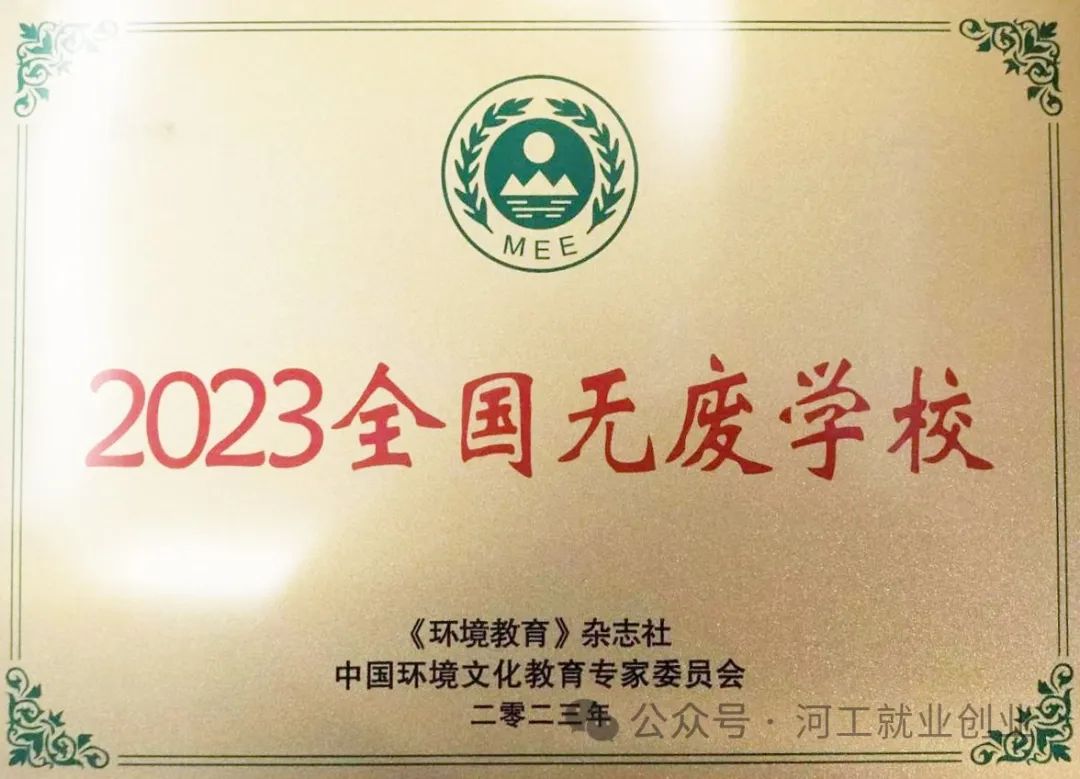 MEE
2023全国无废学校
《环境教育》杂志社
中国环境文化教育专家委员会
二零二三年
公众号·河工就业创业